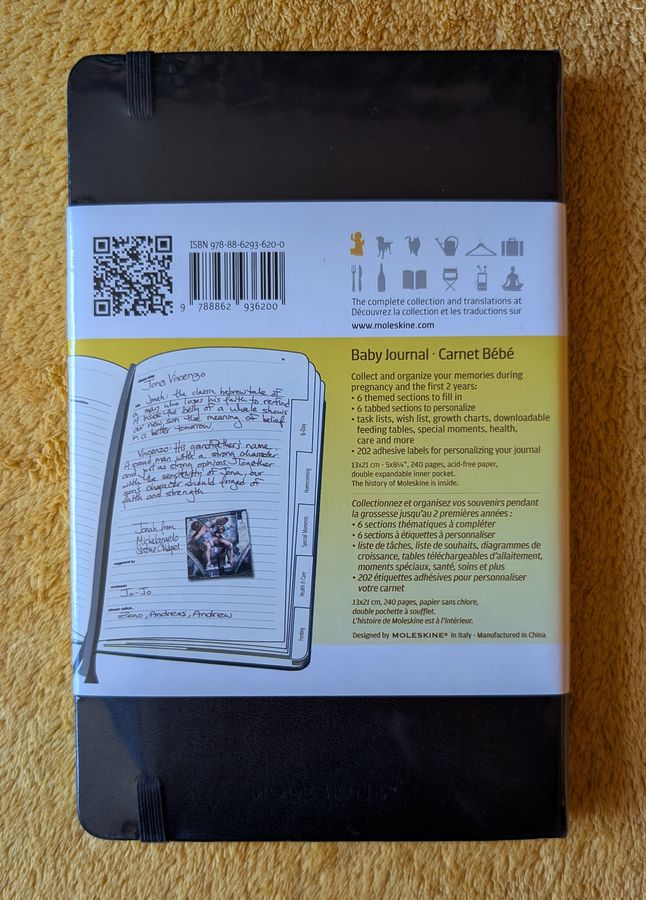 ISBN 978-88-6293-620-0
9 788862 936200
The complete collection and translations at
Découvrez la collection et les traductions sur
www.moleskine.com
Baby Journal · Carnet Bébé
Collect and organize your memories during
pregnancy and the first 2 years:
• 6 themed sections to fill in
• 6 tabbed sections to personalize
• task lists, wish list, growth charts, downloadable
feeding tables, special moments, health,
care and more
• 202 adhesive labels for personalizing your journal
13x21 cm - 5x8¼", 240 pages, acid-free paper,
double expandable inner pocket.
The history of Moleskine is inside.
Collectionnez et organisez vos souvenirs pendant
la grossesse jusqu'au 2 premières années :
• 6 sections thématiques à compléter
• 6 sections à étiquettes à personnaliser
• liste de tâches, liste de souhaits, diagrammes de
croissance, tables téléchargeables d'allaitement,
moments spéciaux, santé, soins et plus
• 202 étiquettes adhésives pour personnaliser
votre carnet
13x21 cm, 240 pages, papier sans chlore,
double pochette à soufflet.
L'histoire de Moleskine est à l'intérieur.
Designed by MOLESKINE® in Italy - Manufactured in China
Jona Vincenzo
Jonah: the classic hebrew tale of
a man who loses his faith to refind
it inside the belly of a whale shows
our new son the meaning of belief
in a better tomorrow.
Vincenzo: His grandfather's name
A proud man with a strong character
and just as strong opinions. Together
with the sensitivity of Jona, our
son's character should forged of
faith and strength.
Jonah from
Michelangelo
Sistine Chapel.
suggested by
nickname
Jo-Jo
almost called...
Zeno, Andreas, Andrew
B-Day
Homecoming
Special Moments
Health & Care
Feeding
MOLESKINE®